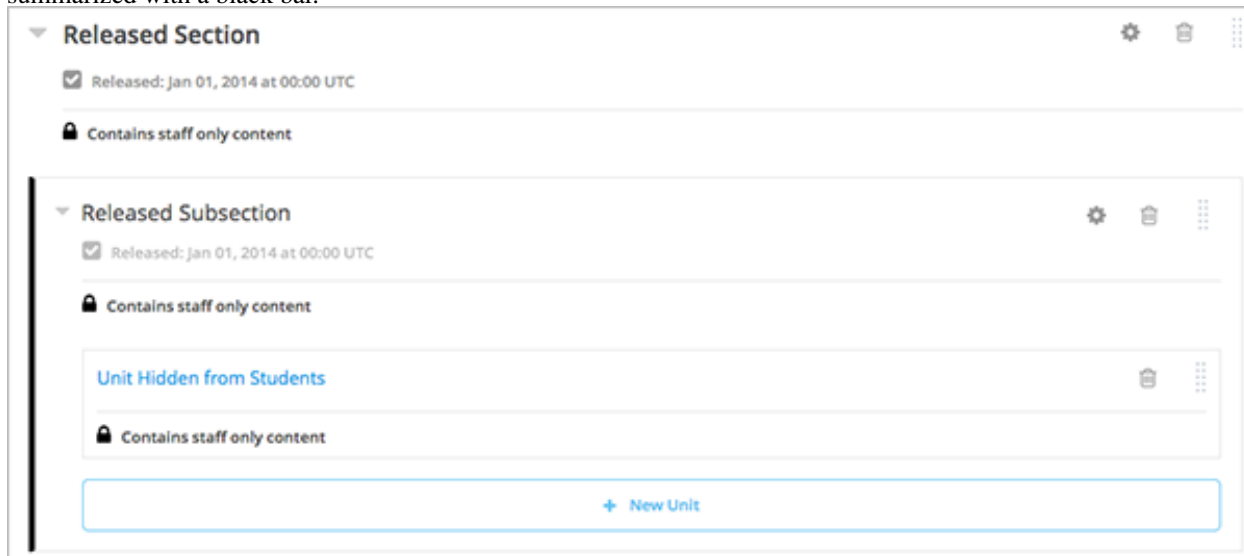 summarized with a black bar.
Released Section
Released: Jan 01, 2014 at 00:00 UTC
Contains staff only content
Released Subsection
Released: Jan 01, 2014 at 00:00 UTC
Contains staff only content
Unit Hidden from Students
Contains staff only content
+ New Unit